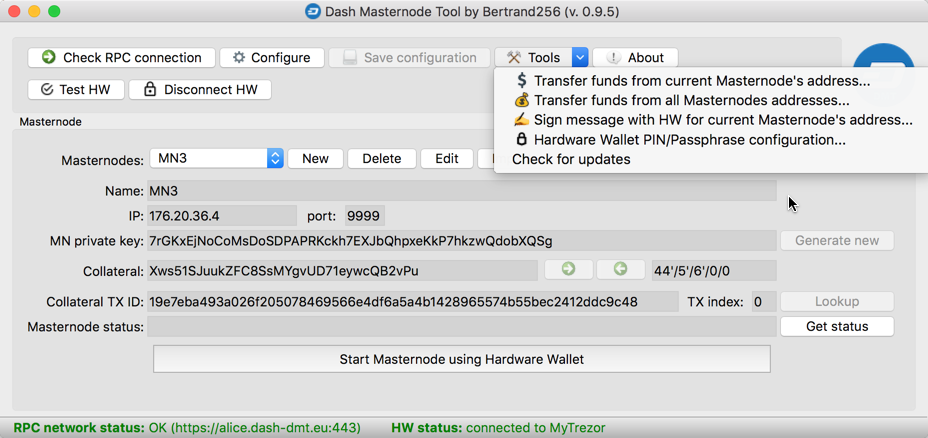 Dash Masternode Tool by Bertrand256 (v. 0.9.5)
Check RPC connection Configure Save configuration Tools About
Transfer funds from current Masternode's address...
Test HW Disconnect HW
Transfer funds from all Masternodes addresses...
Sign message with HW for current Masternode's address...
Hardware Wallet PIN/Passphrase configuration...
Check for updates
Masternode
Masternodes: MN3 New Delete Edit
Name: MN3
IP: 176.20.36.4 port: 9999
MN private key: 7rGKxEjNoCoMsDoSDPAPRKckh7EXJbQhpxeKkP7hkzwQdobXQSg Generate new
Collateral: Xws51SJuukZFC8SsMYgvUD71eywcQB2vPu 44'/5'/6'/0/0
Collateral TX ID: 19e7eba493a026f205078469566e4df6a5a4b1428965574b55bec2412ddc9c48 TX index: 0 Lookup
Masternode status: Get status
Start Masternode using Hardware Wallet
RPC network status: OK (https://alice.dash-dmt.eu:443) HW status: connected to MyTrezor